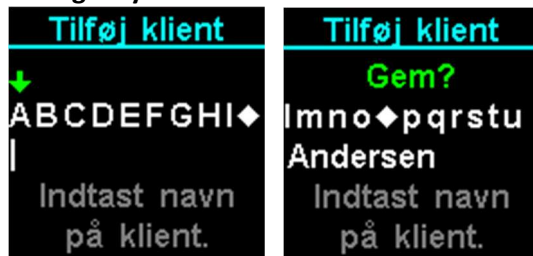 Tilføj klient
ABCDEFGHI◆
Indtast navn
på klient.
Tilføj klient
Gem?
lmno◆pqrstu
Andersen
Indtast navn
på klient.